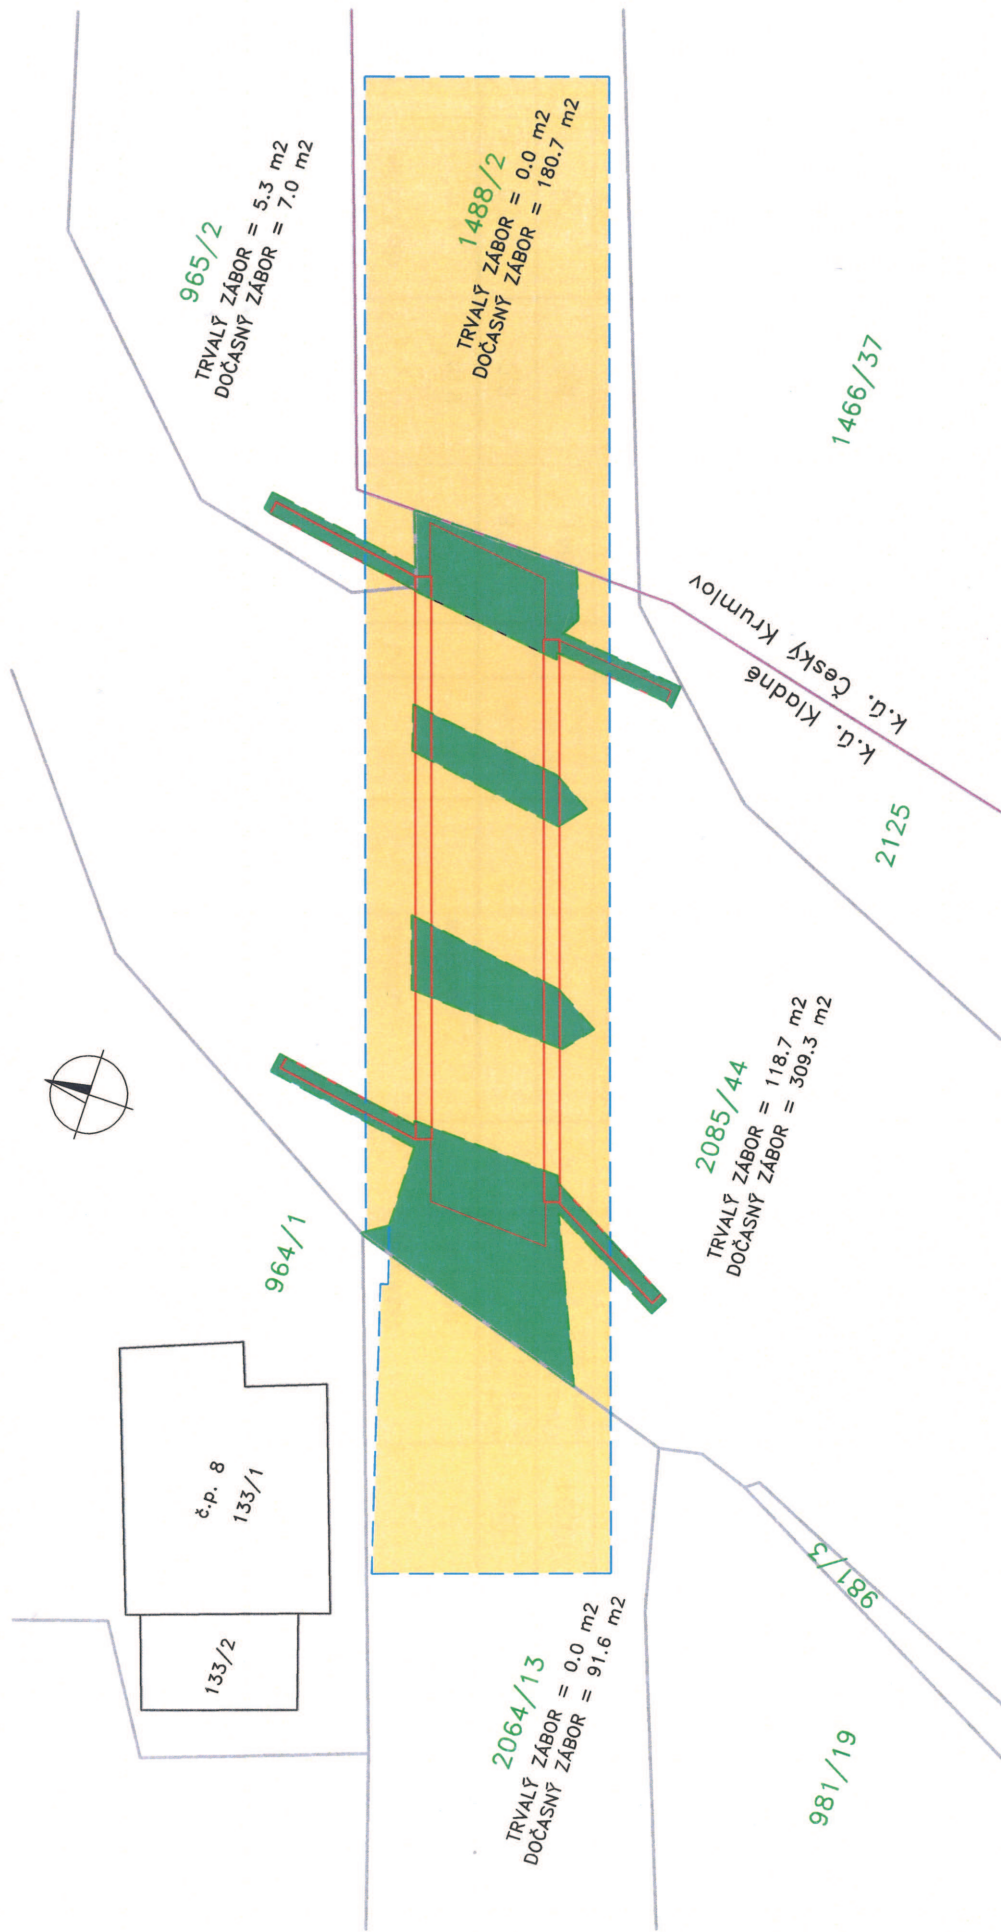 965/2
TRVALÝ ZÁBOR = 5.3 m2
DOČASNÝ ZÁBOR = 7.0 m2
1488/2
TRVALÝ ZÁBOR = 0.0 m2
DOČASNÝ ZÁBOR = 180.7 m2
1466/37
k.ú. Český Krumlov
k.ú. Kladné
2125
964/1
2085/44
TRVALÝ ZÁBOR = 118.7 m2
DOČASNÝ ZÁBOR = 309.3 m2
č.p. 8
133/1
133/2
2064/13
TRVALÝ ZÁBOR = 0.0 m2
DOČASNÝ ZÁBOR = 91.6 m2
981/3
981/19